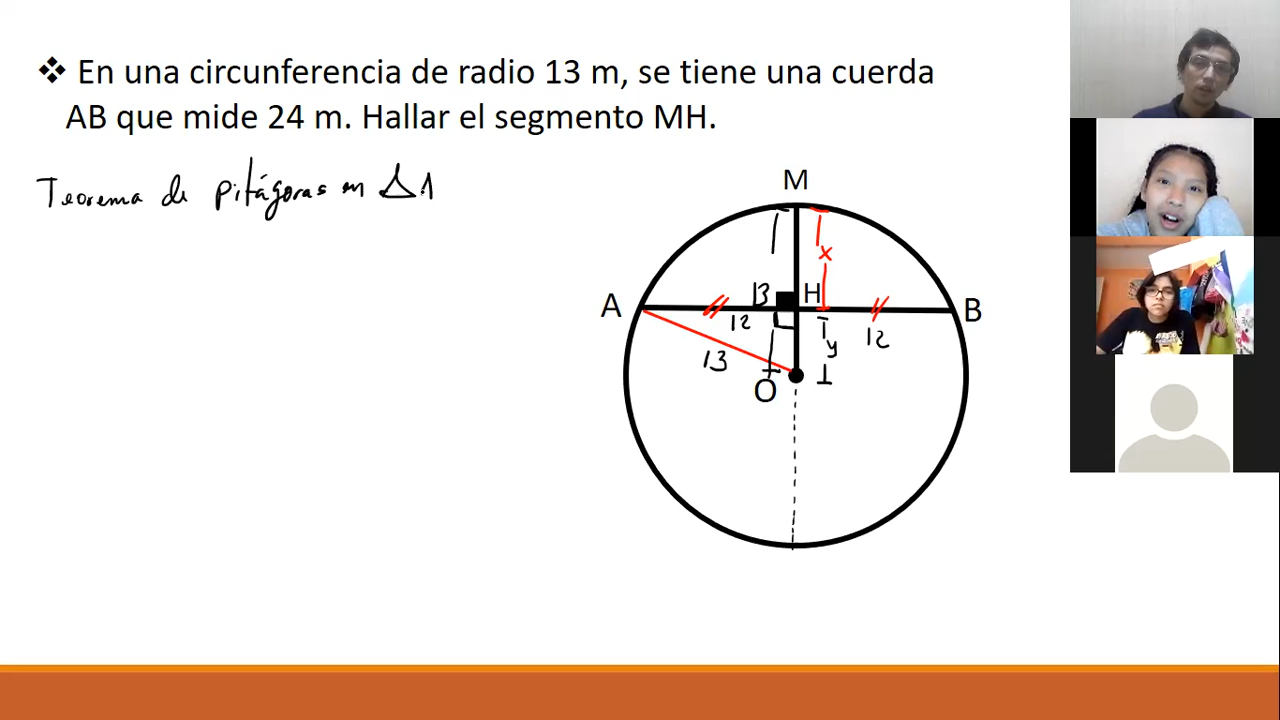 ❖ En una circunferencia de radio 13 m, se tiene una cuerda
AB que mide 24 m. Hallar el segmento MH.
Teorema de pitágoras en Δ A
M
x
13
H
A
B
12
y
12
13
O